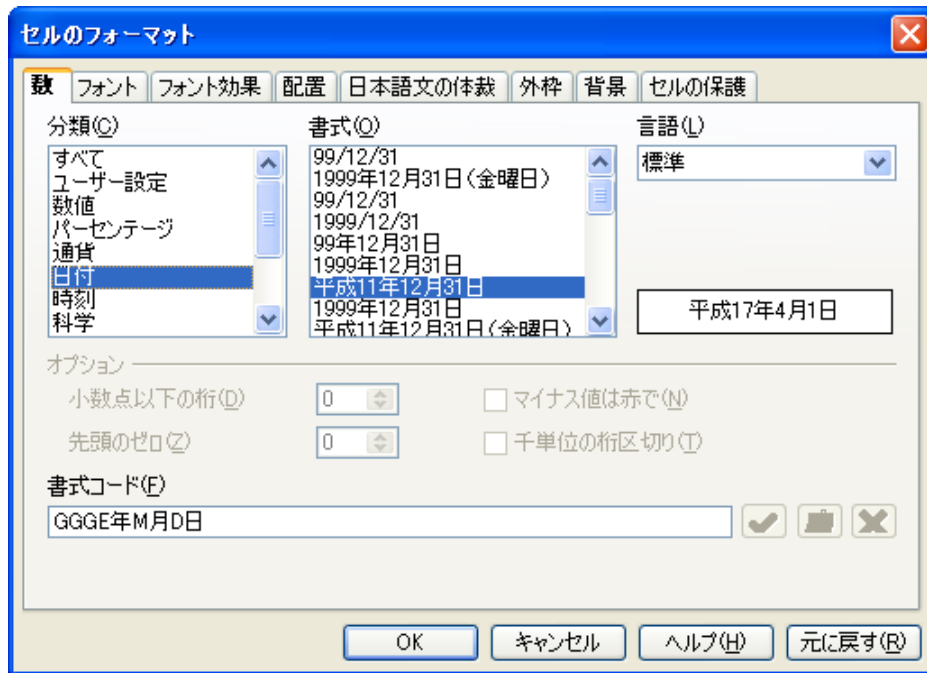 セルのフォーマット
数 フォント フォント効果 配置 日本語文の体裁 外枠 背景 セルの保護
分類(C)
すべて
ユーザー設定
数値
パーセンテージ
通貨
日付
時刻
科学
書式(O)
99/12/31
1999年12月31日(金曜日)
99/12/31
1999/12/31
99年12月31日
1999年12月31日
平成11年12月31日
1999年12月31日
平成11年12月31日(金曜日)
言語(L)
標準
平成17年4月1日
オプション
小数点以下の桁(D) 0 マイナス値は赤で(N)
先頭のゼロ(Z) 0 千単位の桁区切り(T)
書式コード(F)
GGGE年M月D日
OK キャンセル ヘルプ(H) 元に戻す(R)